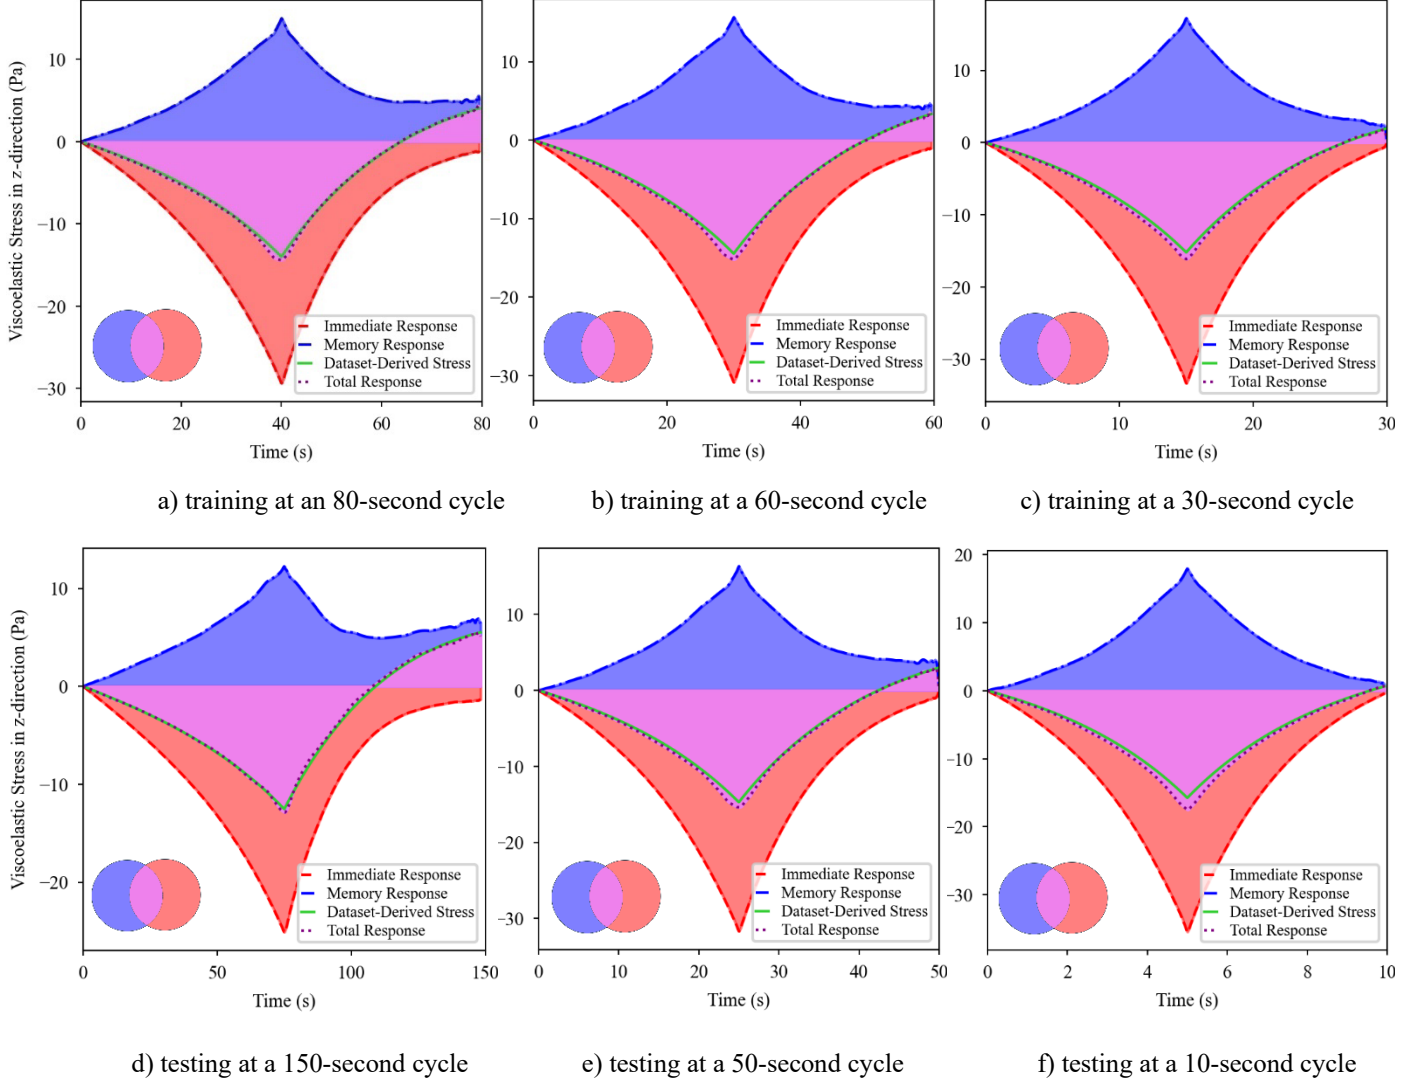 Viscoelastic Stress in z-direction (Pa)
10
0
−10
−20
−30
0
20
40
60
80
Time (s)
Immediate Response
Memory Response
Dataset-Derived Stress
Total Response
10
0
−10
−20
−30
0
20
40
60
Time (s)
Immediate Response
Memory Response
Dataset-Derived Stress
Total Response
10
0
−10
−20
−30
0
10
20
30
Time (s)
Immediate Response
Memory Response
Dataset-Derived Stress
Total Response
a) training at an 80-second cycle
b) training at a 60-second cycle
c) training at a 30-second cycle
Viscoelastic Stress in z-direction (Pa)
10
0
−10
−20
0
50
100
150
Time (s)
Immediate Response
Memory Response
Dataset-Derived Stress
Total Response
10
0
−10
−20
−30
0
10
20
30
40
50
Time (s)
Immediate Response
Memory Response
Dataset-Derived Stress
Total Response
20
10
0
−10
−20
−30
0
2
4
6
8
10
Time (s)
Immediate Response
Memory Response
Dataset-Derived Stress
Total Response
d) testing at a 150-second cycle
e) testing at a 50-second cycle
f) testing at a 10-second cycle